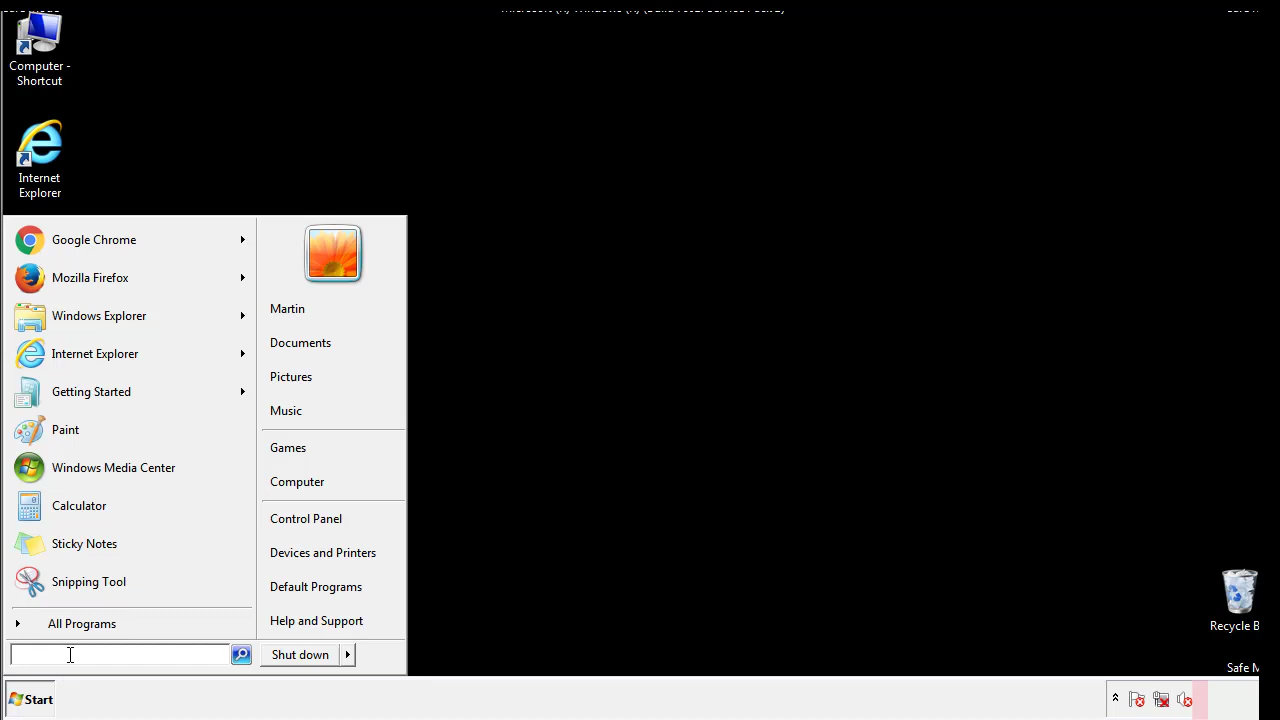 Computer -
Shortcut
Internet
Explorer
Google Chrome
Mozilla Firefox
Windows Explorer
Internet Explorer
Getting Started
Paint
Windows Media Center
Calculator
Sticky Notes
Snipping Tool
All Programs
Martin
Documents
Pictures
Music
Games
Computer
Control Panel
Devices and Printers
Default Programs
Help and Support
Shut down
Recycle B
Safe M
Start